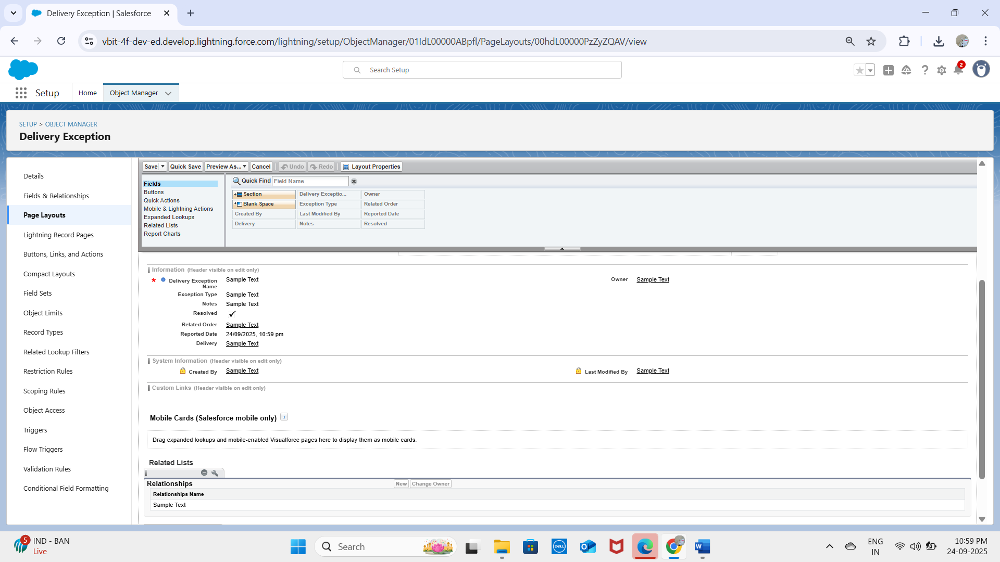 Delivery Exception | Salesforce
vbit-4f-dev-ed.develop.lightning.force.com/lightning/setup/ObjectManager/01IdL00000ABpfl/PageLayouts/00hdL00000PzZyZQAV/view
Search Setup
2
Setup
Home
Object Manager
SETUP > OBJECT MANAGER
Delivery Exception
Details
Fields & Relationships
Page Layouts
Lightning Record Pages
Buttons, Links, and Actions
Compact Layouts
Field Sets
Object Limits
Record Types
Related Lookup Filters
Restriction Rules
Scoping Rules
Object Access
Triggers
Flow Triggers
Validation Rules
Conditional Field Formatting
Save Quick Save Preview As... Cancel Undo Redo Layout Properties
Fields
Buttons
Quick Actions
Mobile & Lightning Actions
Expanded Lookups
Related Lists
Report Charts
Quick Find Field Name
Section Delivery Exceptio... Owner
Blank Space Exception Type Related Order
Created By Last Modified By Reported Date
Delivery Notes Resolved
Information (Header visible on edit only)
* Delivery Exception Name Sample Text Owner Sample Text
Exception Type Sample Text
Notes Sample Text
Resolved
Related Order Sample Text
Reported Date 24/09/2025, 10:59 pm
Delivery Sample Text
System Information (Header visible on edit only)
Created By Sample Text Last Modified By Sample Text
Custom Links (Header visible on edit only)
Mobile Cards (Salesforce mobile only) i
Drag expanded lookups and mobile-enabled Visualforce pages here to display them as mobile cards.
Related Lists
Relationships New Change Owner
Relationships Name
Sample Text
5 IND - BAN
Live
Search
DELL
W
ENG
IN
10:59 PM
24-09-2025